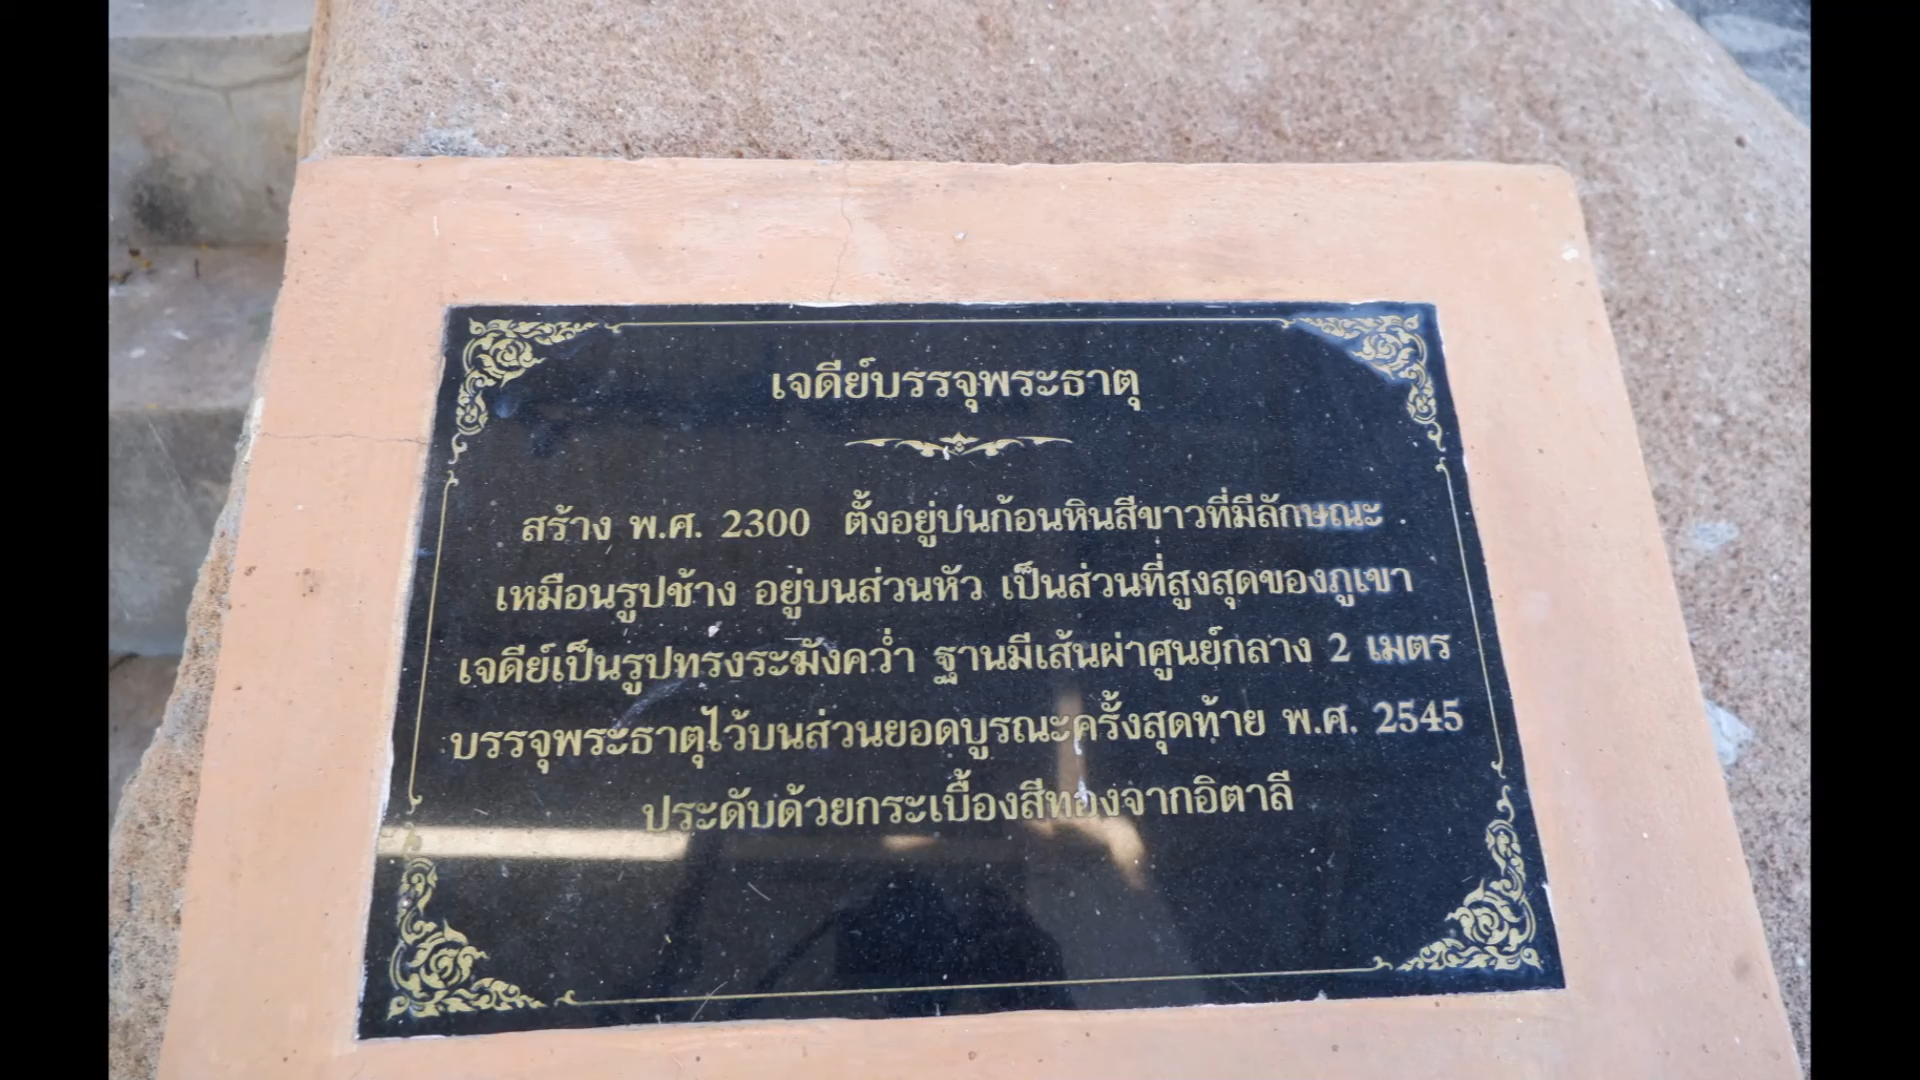 เจดีย์บรรจุพระธาตุ
สร้าง พ.ศ. 2300 ตั้งอยู่บนก้อนหินสีขาวที่มีลักษณะ
เหมือนรูปช้าง อยู่บนส่วนหัว เป็นส่วนที่สูงสุดของภูเขา
เจดีย์เป็นรูปทรงระฆังคว่ำ ฐานมีเส้นผ่าศูนย์กลาง 2 เมตร
บรรจุพระธาตุไว้บนส่วนยอดบูรณะครั้งสุดท้าย พ.ศ. 2545
ประดับด้วยกระเบื้องสีทองจากอิตาลี